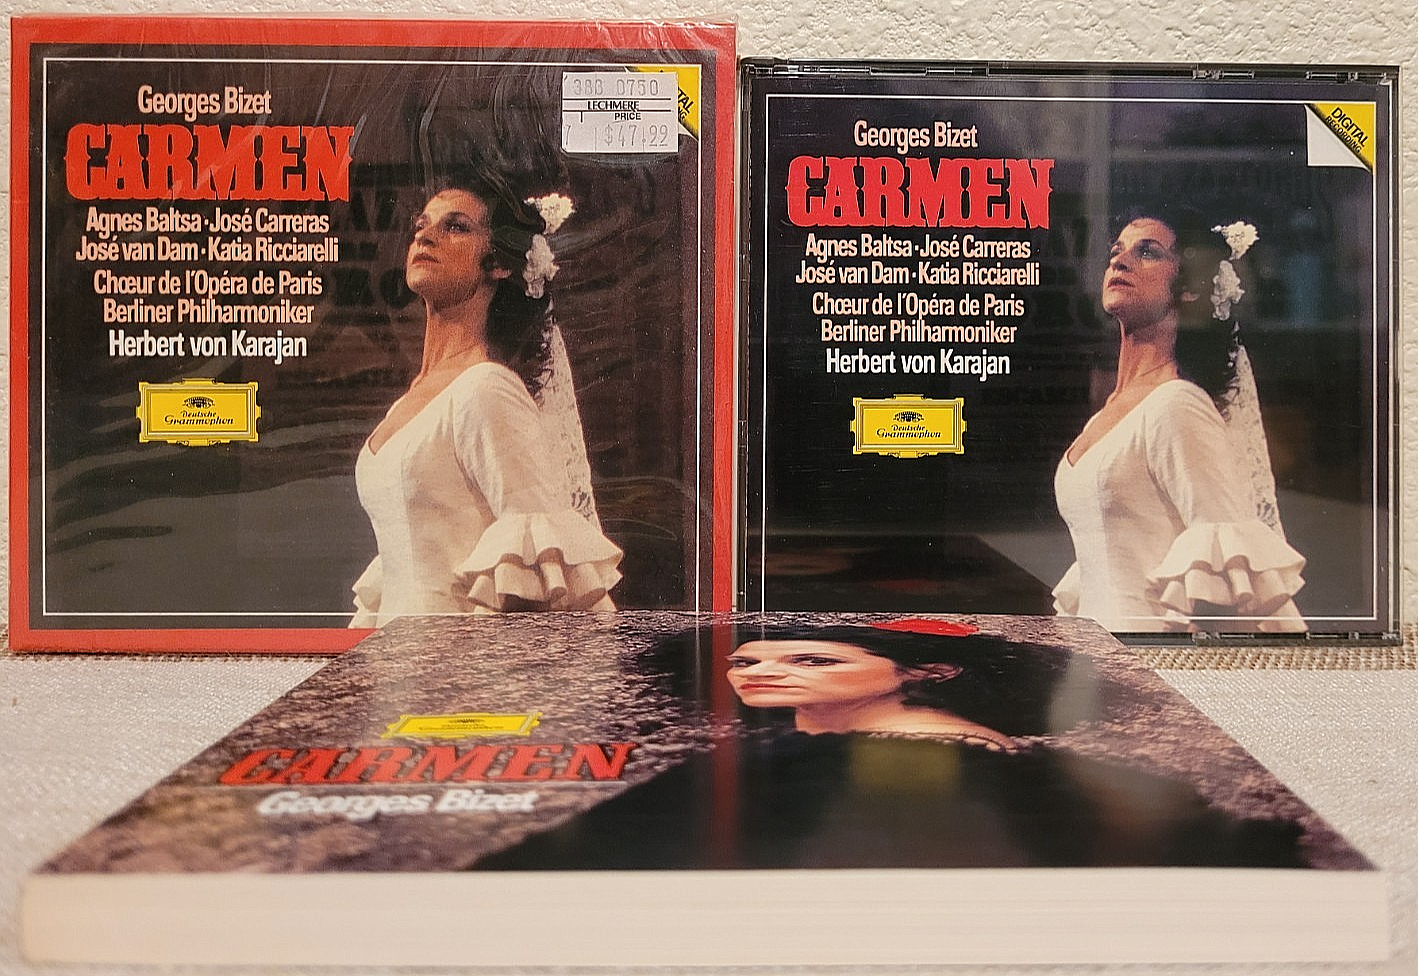 Georges Bizet
CARMEN
Agnes Baltsa · José Carreras
José van Dam · Katia Ricciarelli
Chœur de l'Opéra de Paris
Berliner Philharmoniker
Herbert von Karajan
Deutsche
Grammophon
388 0750
LECHMERE
PRICE
$47.99
Georges Bizet
CARMEN
Agnes Baltsa · José Carreras
José van Dam · Katia Ricciarelli
Chœur de l'Opéra de Paris
Berliner Philharmoniker
Herbert von Karajan
Deutsche
Grammophon
DIGITAL
RECORDING
CARMEN
Georges Bizet